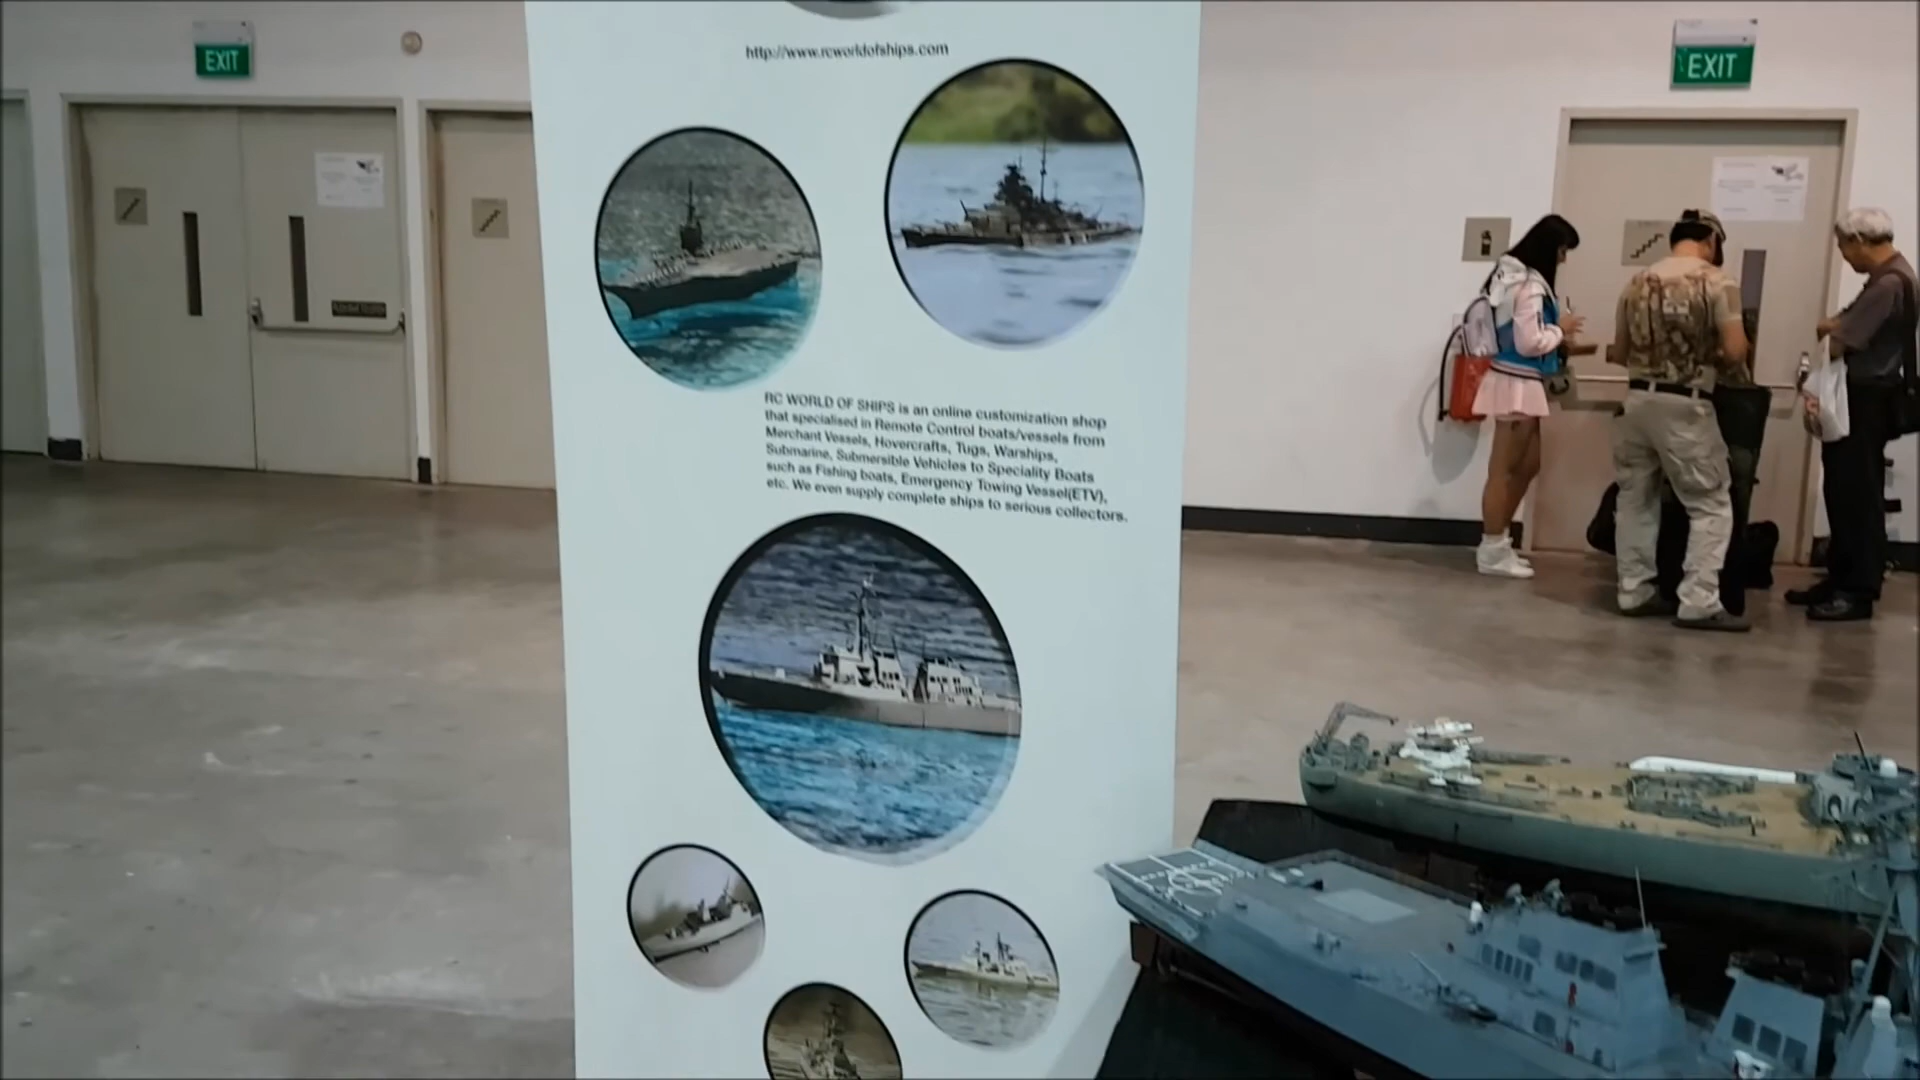 EXIT
http://www.rcworldofships.com
EXIT
RC WORLD OF SHIPS is an online customization shop
that specialised in Remote Control boats/vessels from
Merchant Vessels, Hovercrafts, Tugs, Warships,
Submarine, Submersible Vehicles to Speciality Boats
such as Fishing boats, Emergency Towing Vessel(ETV),
etc. We even supply complete ships to serious collectors.